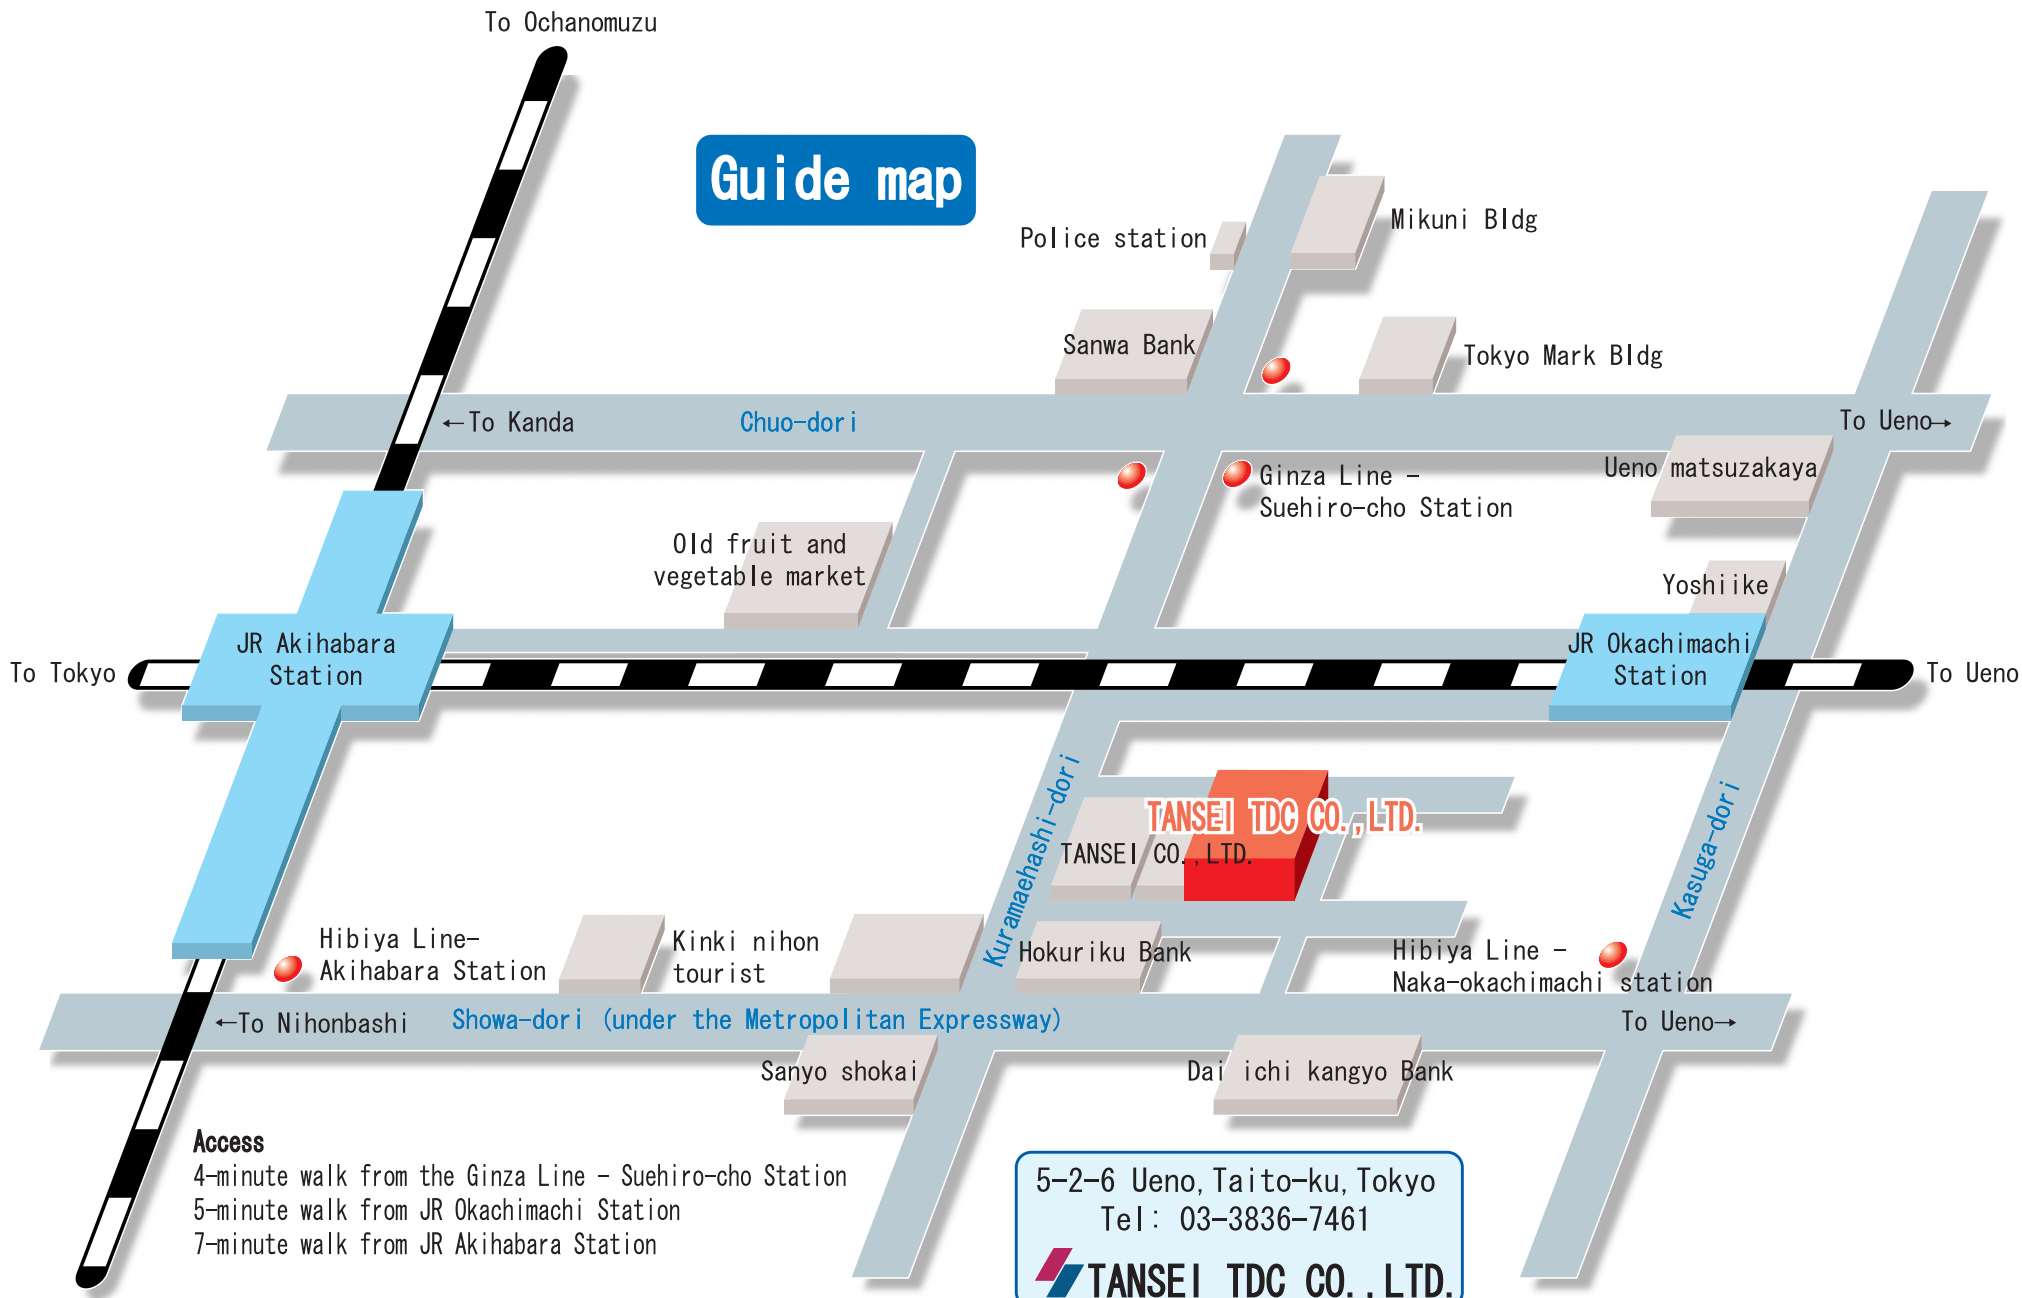 To Ochanomuzu
Guide map
Police station
Mikuni Bldg
Sanwa Bank
Tokyo Mark Bldg
←To Kanda
Chuo-dori
To Ueno→
Ueno matsuzakaya
Ginza Line -
Suehiro-cho Station
Old fruit and
vegetable market
Yoshiike
JR Akihabara
Station
JR Okachimachi
Station
To Tokyo
To Ueno
Kuramaehashi-dori
TANSEI TDC CO.,LTD.
TANSEI CO.,LTD.
Kasuga-dori
Hibiya Line-
Akihabara Station
Kinki nihon
tourist
Hokuriku Bank
Hibiya Line -
Naka-okachimachi station
←To Nihonbashi
Showa-dori (under the Metropolitan Expressway)
To Ueno→
Sanyo shokai
Dai ichi kangyo Bank
Access
4-minute walk from the Ginza Line - Suehiro-cho Station
5-minute walk from JR Okachimachi Station
7-minute walk from JR Akihabara Station
5-2-6 Ueno, Taito-ku, Tokyo
Tel: 03-3836-7461
TANSEI TDC CO.,LTD.